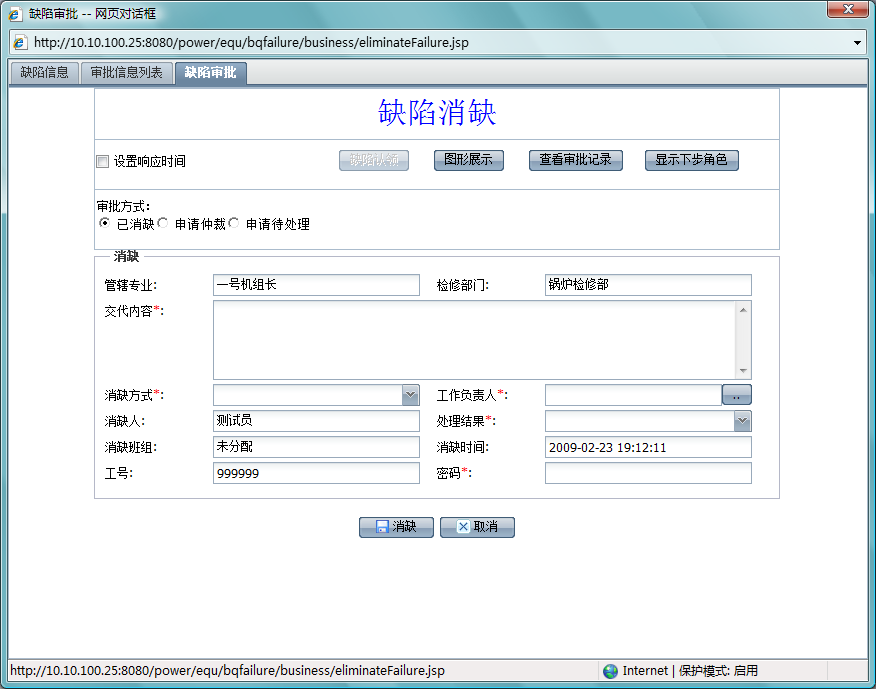 缺陷审批 -- 网页对话框
http://10.10.100.25:8080/power/equ/bqfailure/business/eliminateFailure.jsp
缺陷信息 审批信息列表 缺陷审批
缺陷消缺
设置响应时间 缺陷认领 图形展示 查看审批记录 显示下步角色
审批方式:
已消缺 申请仲裁 申请待处理
消缺
管辖专业: 一号机组长 检修部门: 锅炉检修部
交代内容*:
消缺方式*: 工作负责人*: ..
消缺人: 测试员 处理结果*:
消缺班组: 未分配 消缺时间: 2009-02-23 19:12:11
工号: 999999 密码*:
消缺 取消
http://10.10.100.25:8080/power/equ/bqfailure/business/eliminateFailure.jsp Internet | 保护模式: 启用